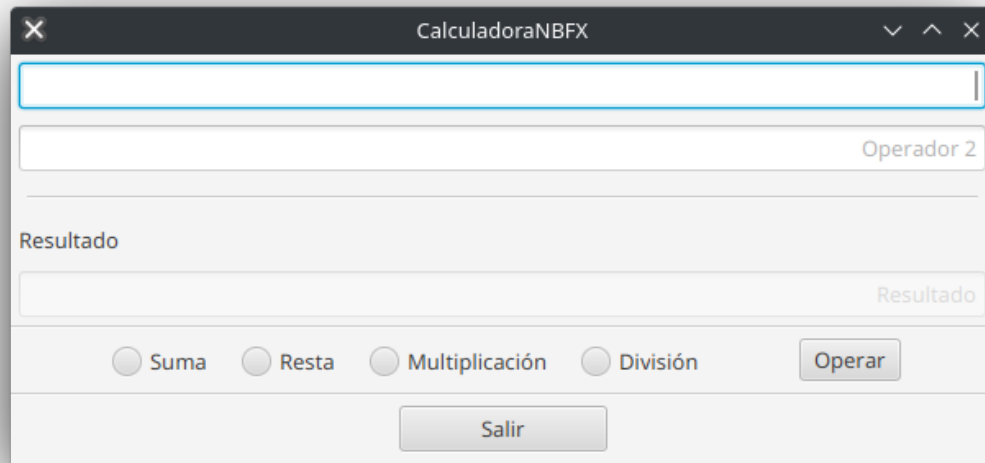 CalculadoraNBFX
Operador 2
Resultado
Resultado
Suma Resta Multiplicación División Operar
Salir